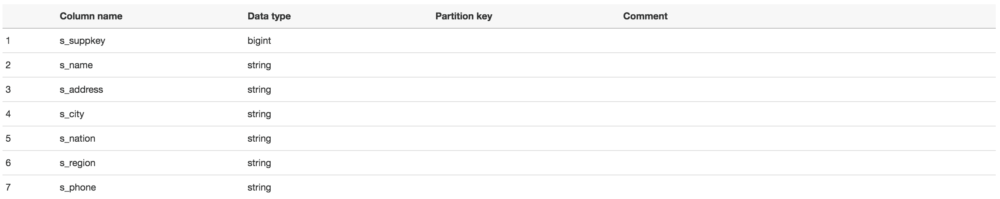 Column name Data type Partition key Comment
1 s_suppkey bigint
2 s_name string
3 s_address string
4 s_city string
5 s_nation string
6 s_region string
7 s_phone string